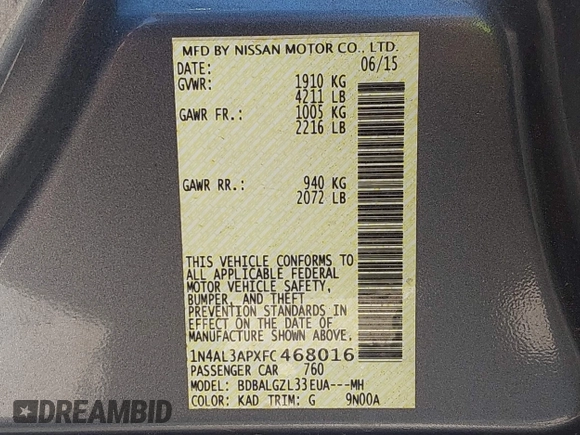 MFD BY NISSAN MOTOR CO., LTD.
DATE: 06/15
GVWR: 1910 KG
4211 LB
GAWR FR.: 1005 KG
2216 LB
GAWR RR.: 940 KG
2072 LB
THIS VEHICLE CONFORMS TO
ALL APPLICABLE FEDERAL
MOTOR VEHICLE SAFETY,
BUMPER, AND THEFT
PREVENTION STANDARDS IN
EFFECT ON THE DATE OF
MANUFACTURE SHOWN ABOVE.
1N4AL3APXFC468016
PASSENGER CAR 760
MODEL: BDBALGZL33EUA---MH
COLOR: KAD TRIM: G 9N00A
DREAMBID